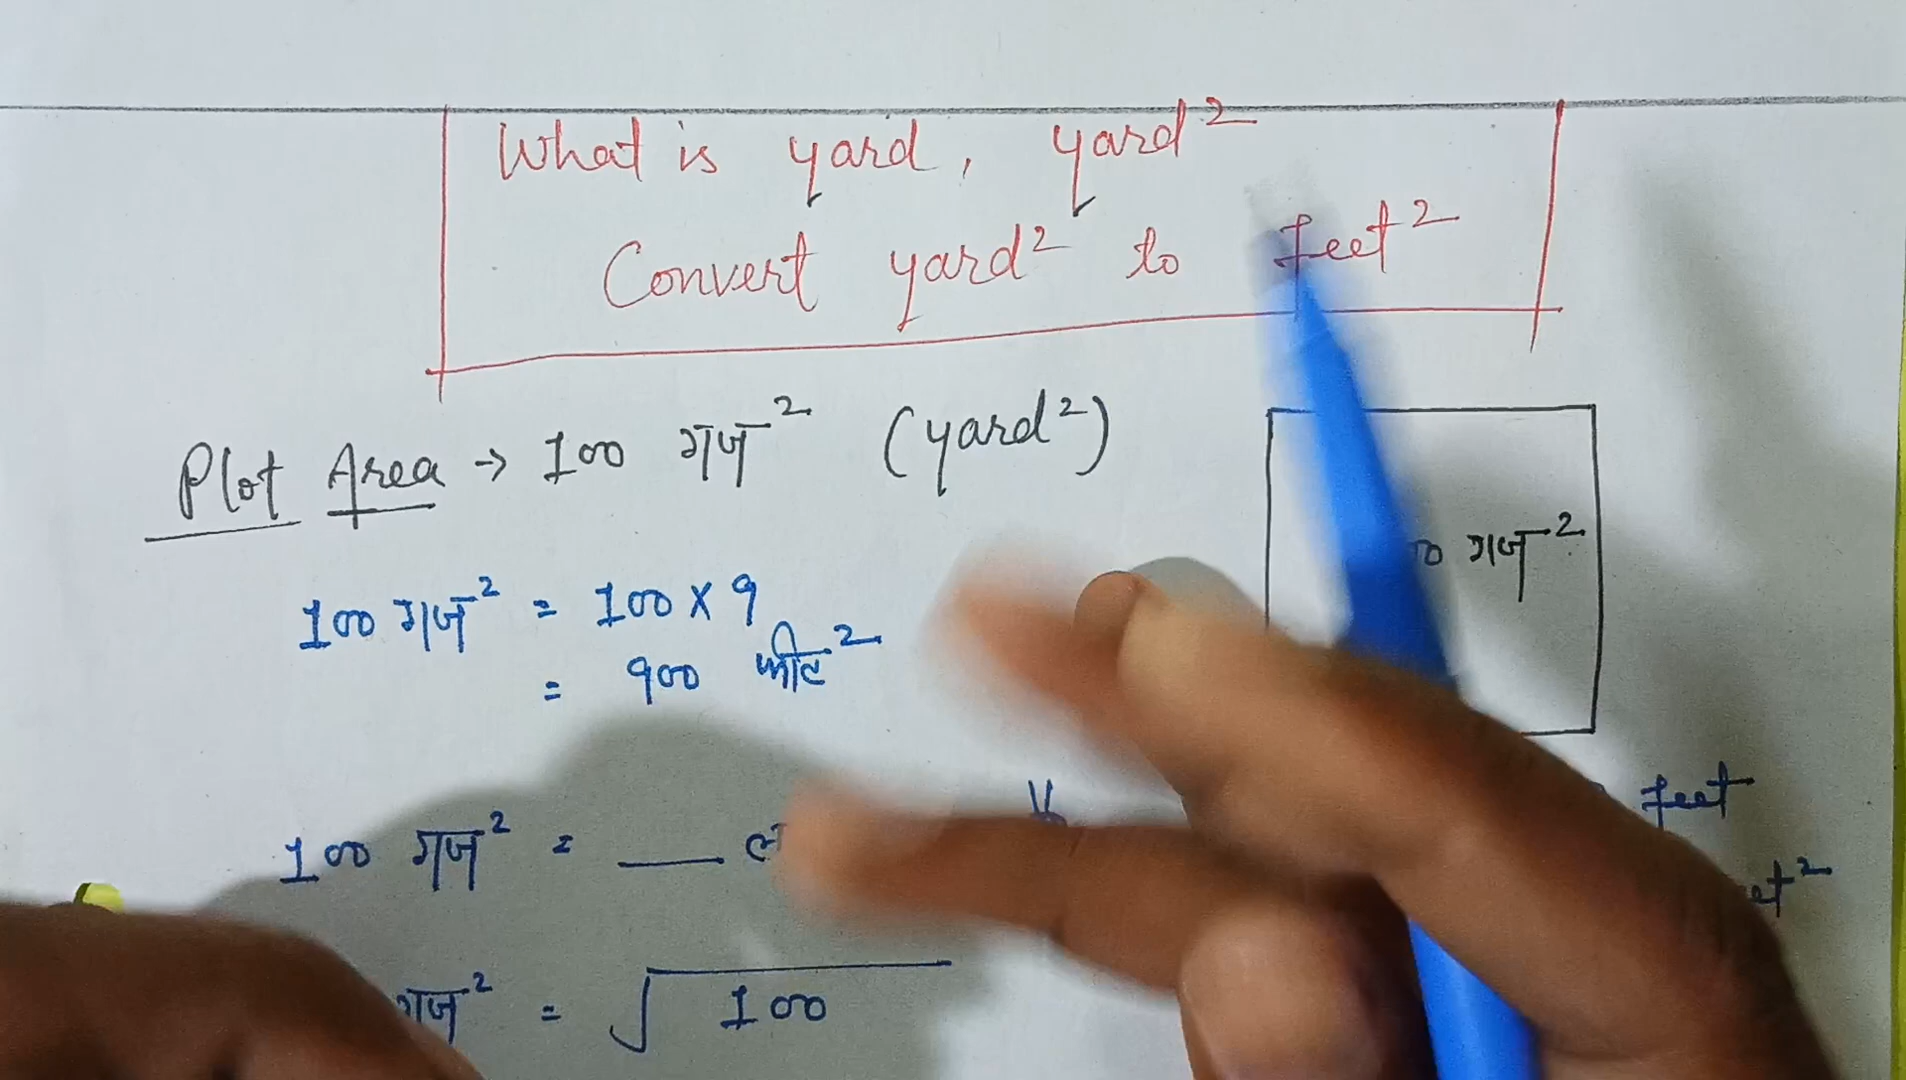 What is yard, yard²
Convert yard² to feet²
Plot Area → 100 गज² (yard²)
गज²
100 गज² = 100 x 9
= 900 फीट²
feet
100 गज² =
गज² = √100